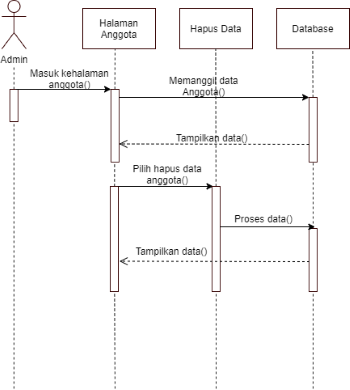 Halaman
Anggota
Hapus Data
Database
Admin
Masuk kehalaman
anggota()
Memanggil data
Anggota()
Tampilkan data()
Pilih hapus data
anggota()
Proses data()
Tampilkan data()